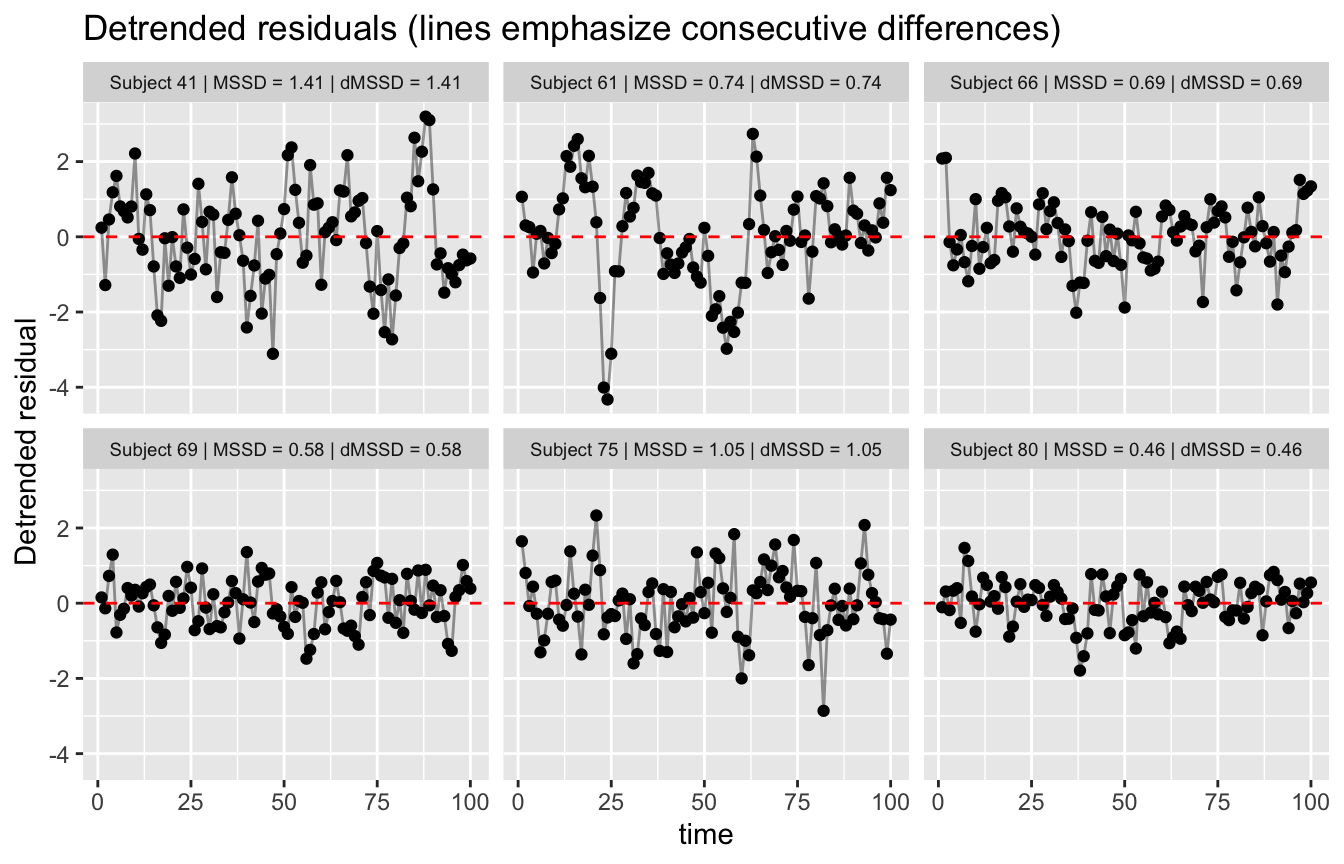 Detrended residuals (lines emphasize consecutive differences)
Subject 41 | MSSD = 1.41 | dMSSD = 1.41
Subject 61 | MSSD = 0.74 | dMSSD = 0.74
Subject 66 | MSSD = 0.69 | dMSSD = 0.69
2
0
-2
-4
Detrended residual
Subject 69 | MSSD = 0.58 | dMSSD = 0.58
Subject 75 | MSSD = 1.05 | dMSSD = 1.05
Subject 80 | MSSD = 0.46 | dMSSD = 0.46
2
0
-2
-4
0 25 50 75 100
0 25 50 75 100
0 25 50 75 100
time